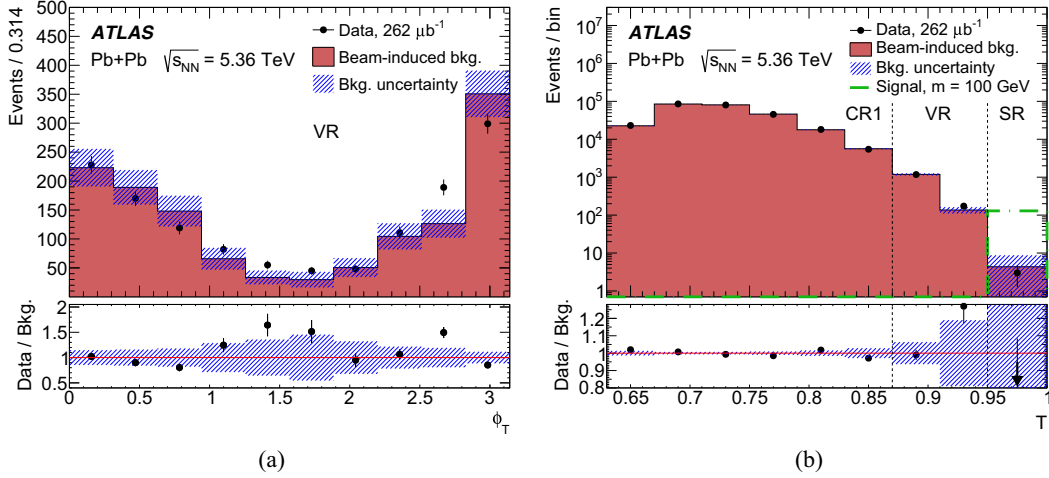 ATLAS
Pb+Pb √sNN = 5.36 TeV
Data, 262 μb⁻¹
Beam-induced bkg.
Bkg. uncertainty
VR
Events / 0.314
500
450
400
350
300
250
200
150
100
50
Data / Bkg.
2
1.5
1
0.5
0 0.5 1 1.5 2 2.5 3
ϕT
(a)
ATLAS
Pb+Pb √sNN = 5.36 TeV
Data, 262 μb⁻¹
Beam-induced bkg.
Bkg. uncertainty
Signal, m = 100 GeV
CR1 VR SR
Events / bin
10⁷
10⁶
10⁵
10⁴
10³
10²
10
1
Data / Bkg.
1.2
1.1
1
0.9
0.8
0.65 0.7 0.75 0.8 0.85 0.9 0.95 1
T
(b)